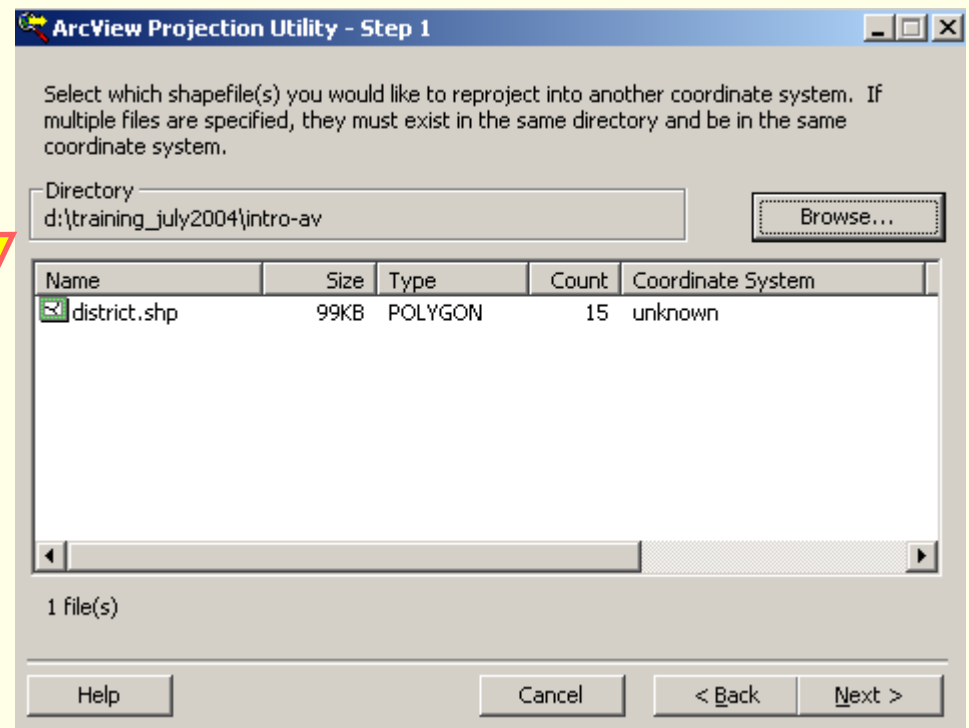 ArcView Projection Utility - Step 1
Select which shapefile(s) you would like to reproject into another coordinate system. If
multiple files are specified, they must exist in the same directory and be in the same
coordinate system.
Directory
d:\training_july2004\intro-av
Browse...
Name Size Type Count Coordinate System
district.shp 99KB POLYGON 15 unknown
1 file(s)
Help Cancel < Back Next >